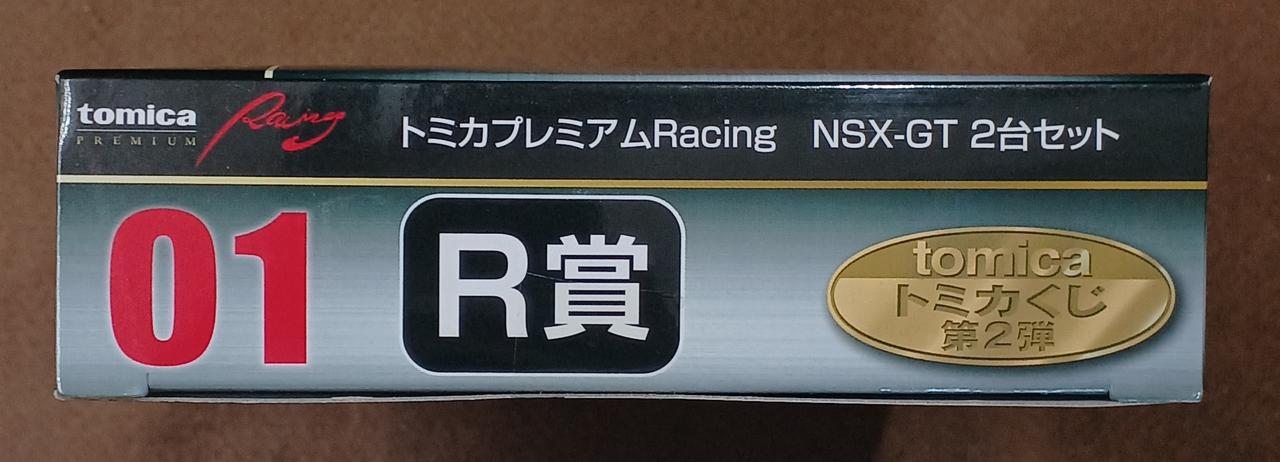 tomica
PREMIUM
Racing
トミカプレミアムRacing　NSX-GT 2台セット
01
R賞
tomica
トミカくじ
第2弾